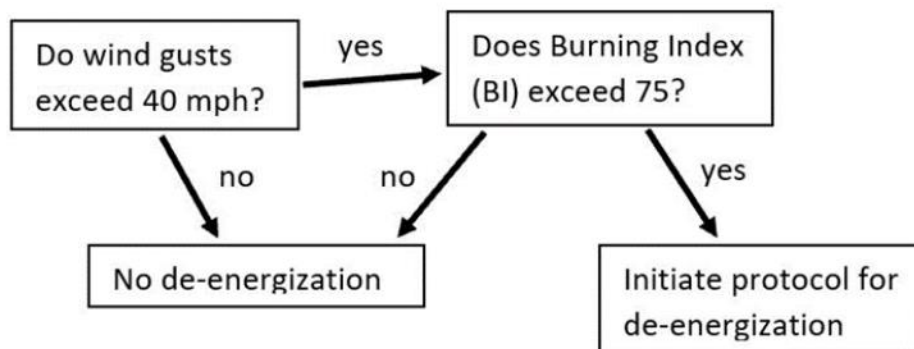 Do wind gusts
exceed 40 mph?
yes
Does Burning Index
(BI) exceed 75?
no
no
yes
No de-energization
Initiate protocol for
de-energization